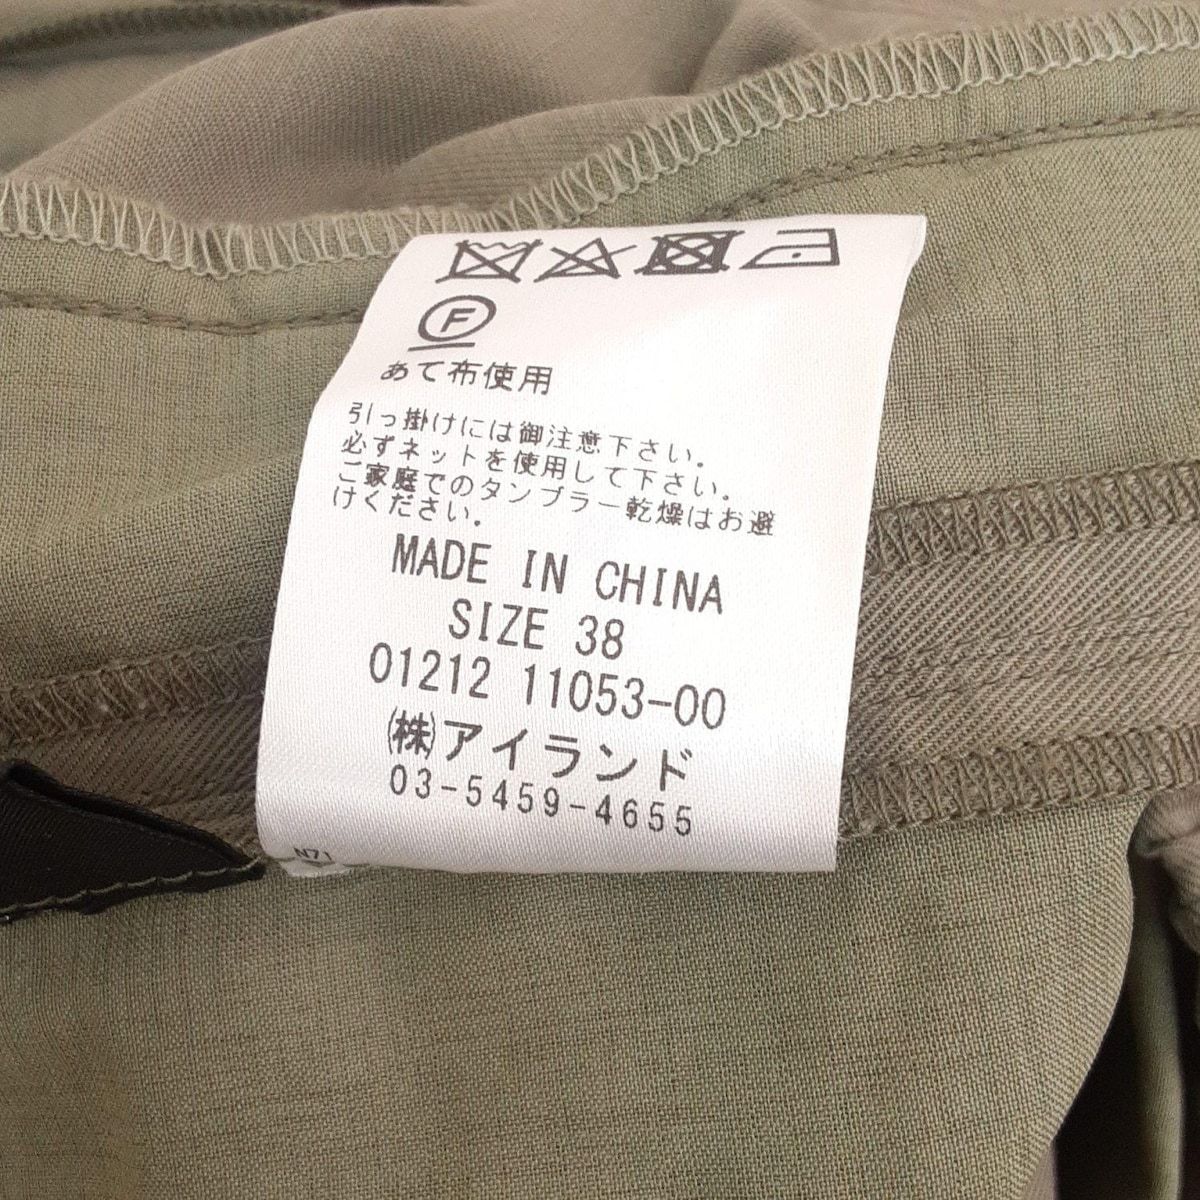 F
あて布使用
引っ掛けには御注意下さい。
必ずネットを使用して下さい。
ご家庭でのタンブラー乾燥はお避
けください。
MADE IN CHINA
SIZE 38
01212 11053-00
㈱アイランド
03-5459-4655
N71